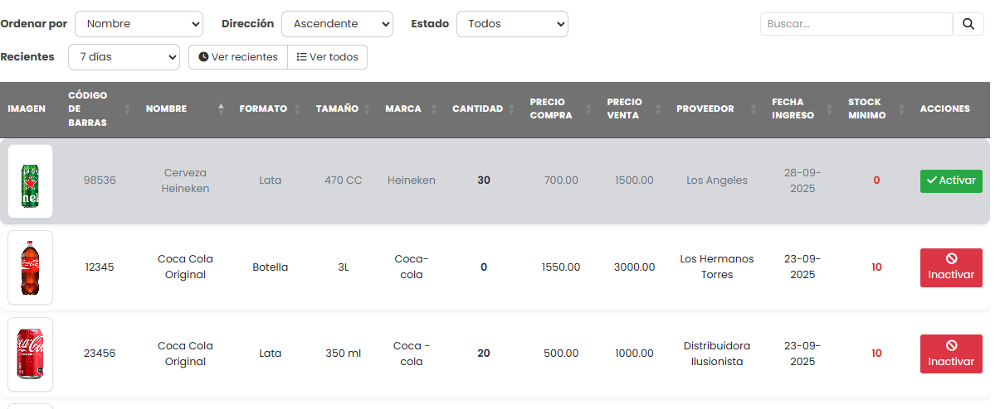 Ordenar por Nombre Dirección Ascendente Estado Todos Buscar...
Recientes 7 días Ver recientes Ver todos
IMAGEN CÓDIGO DE BARRAS NOMBRE FORMATO TAMAÑO MARCA CANTIDAD PRECIO COMPRA PRECIO VENTA PROVEEDOR FECHA INGRESO STOCK MINIMO ACCIONES
98536 Cerveza Heineken Lata 470 CC Heineken 30 700.00 1500.00 Los Angeles 28-09-2025 0 Activar
12345 Coca Cola Original Botella 3L Coca-cola 0 1550.00 3000.00 Los Hermanos Torres 23-09-2025 10 Inactivar
23456 Coca Cola Original Lata 350 ml Coca - cola 20 500.00 1000.00 Distribuidora Ilusionista 23-09-2025 10 Inactivar